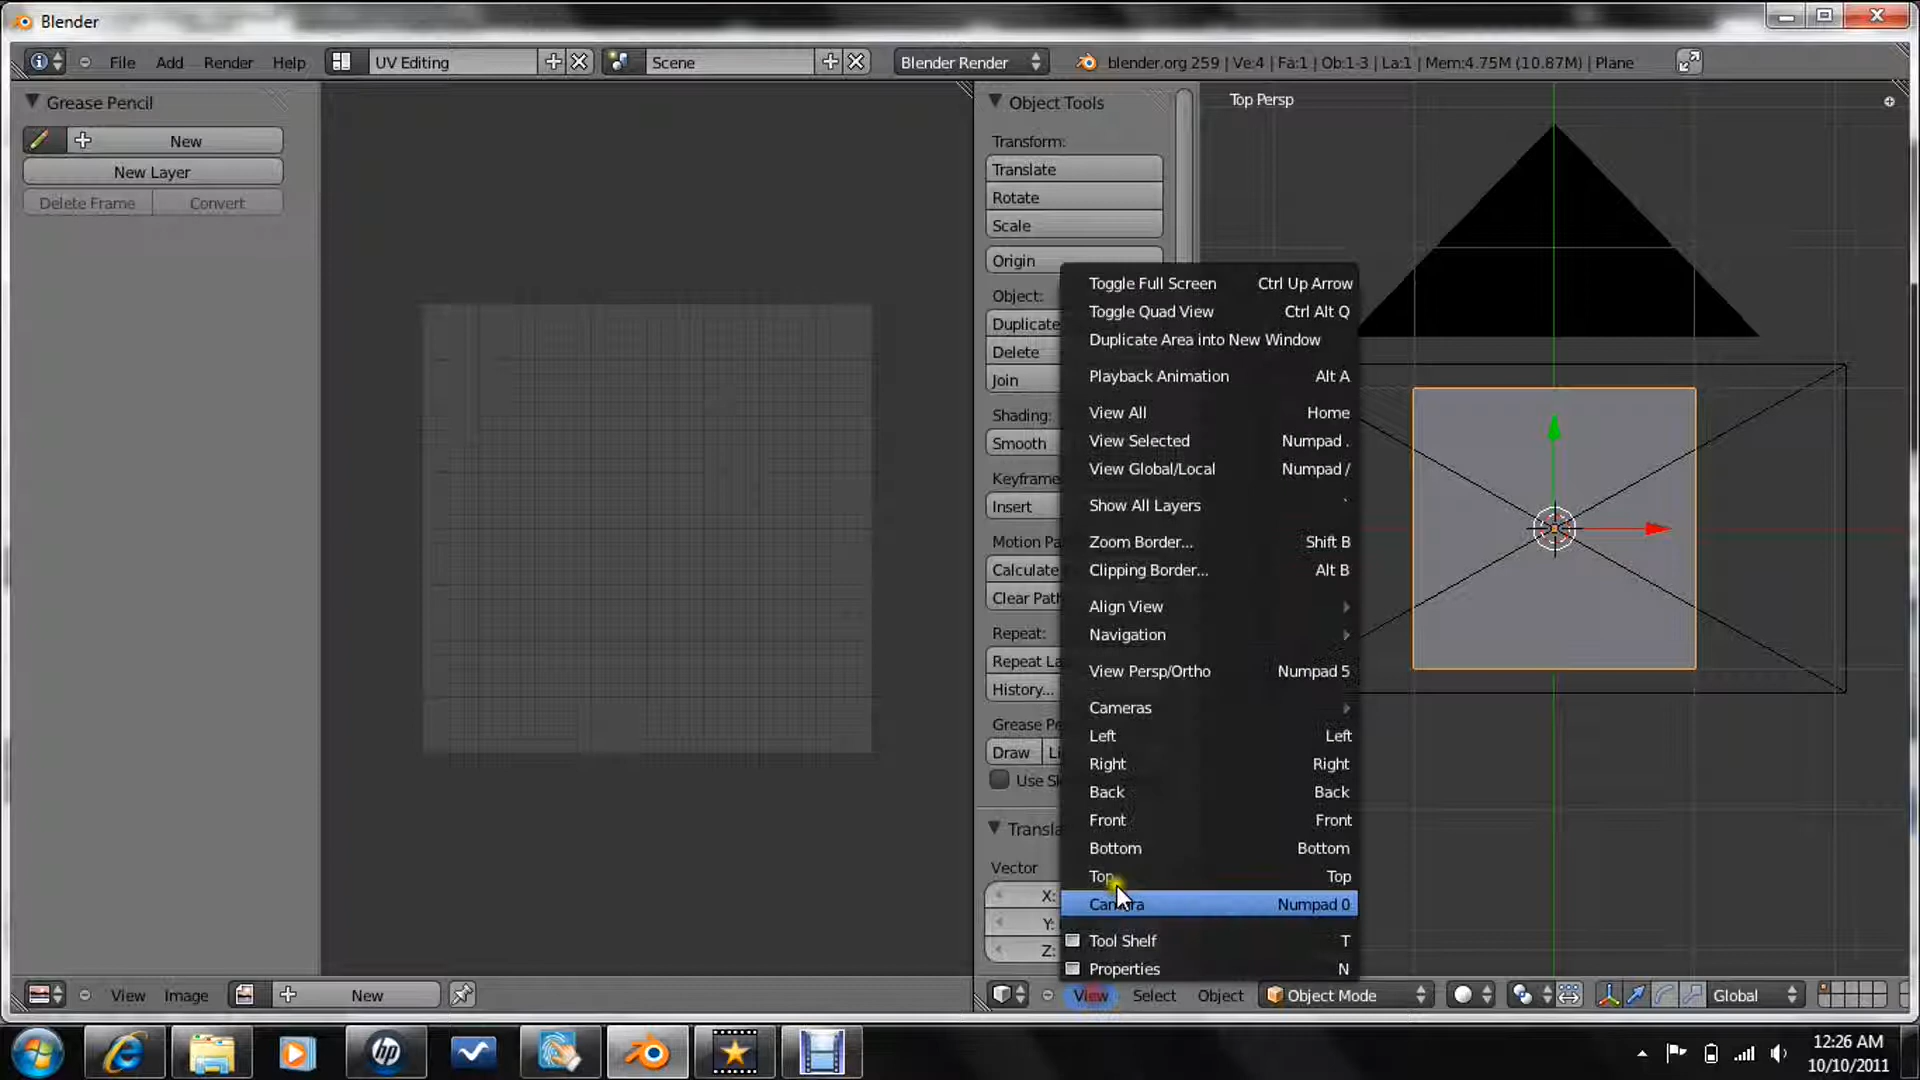 Blender
File Add Render Help UV Editing Scene Blender Render blender.org 259 | Ve:4 | Fa:1 | Ob:1-3 | La:1 | Mem:4.75M (10.87M) | Plane
Grease Pencil
New
New Layer
Delete Frame Convert
Object Tools
Transform:
Translate
Rotate
Scale
Origin
Object:
Duplicate
Delete
Join
Shading:
Smooth
Keyframe
Insert
Motion Pa
Calculate
Clear Path
Repeat:
Repeat La
History...
Grease Pe
Draw Li
Use Sk
Transla
Vector
X:
Y:
Z:
Top Persp
Toggle Full Screen Ctrl Up Arrow
Toggle Quad View Ctrl Alt Q
Duplicate Area into New Window
Playback Animation Alt A
View All Home
View Selected Numpad .
View Global/Local Numpad /
Show All Layers `
Zoom Border... Shift B
Clipping Border... Alt B
Align View
Navigation
View Persp/Ortho Numpad 5
Cameras
Left Left
Right Right
Back Back
Front Front
Bottom Bottom
Top Top
Camera Numpad 0
Tool Shelf T
Properties N
View Image New
View Select Object Object Mode Global
hp
12:26 AM
10/10/2011